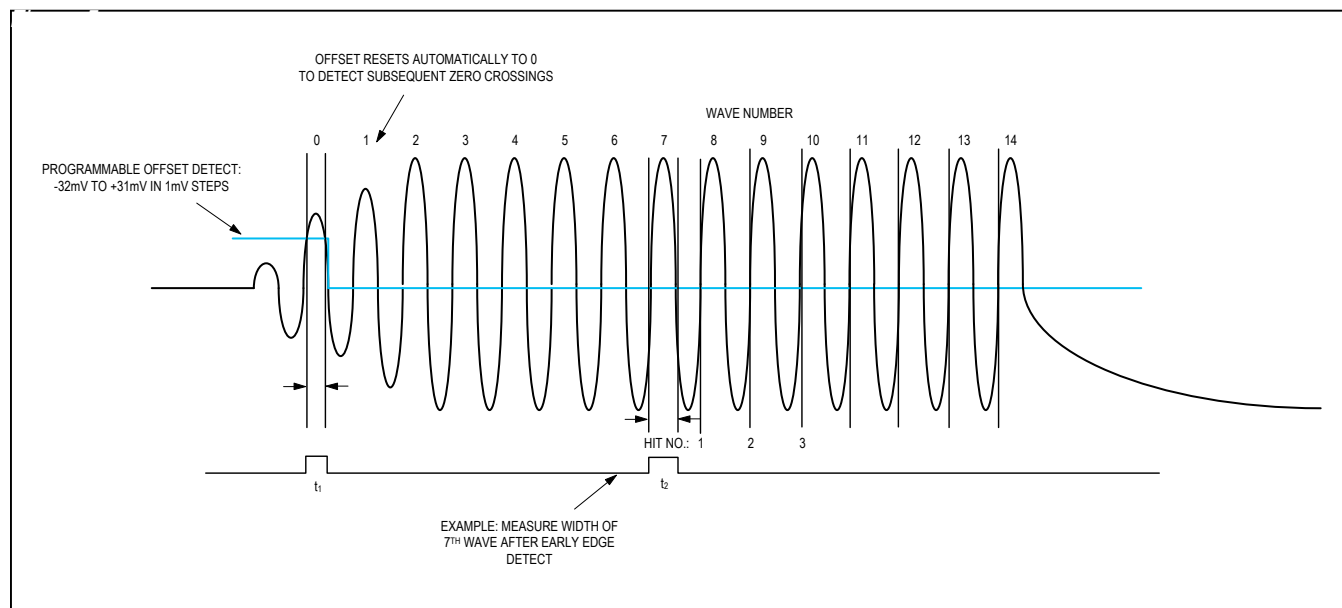 OFFSET RESETS AUTOMATICALLY TO 0
TO DETECT SUBSEQUENT ZERO CROSSINGS
WAVE NUMBER
0 1 2 3 4 5 6 7 8 9 10 11 12 13 14
PROGRAMMABLE OFFSET DETECT:
-32mV TO +31mV IN 1mV STEPS
HIT NO.: 1 2 3
t1 t2
EXAMPLE: MEASURE WIDTH OF
7TH WAVE AFTER EARLY EDGE
DETECT